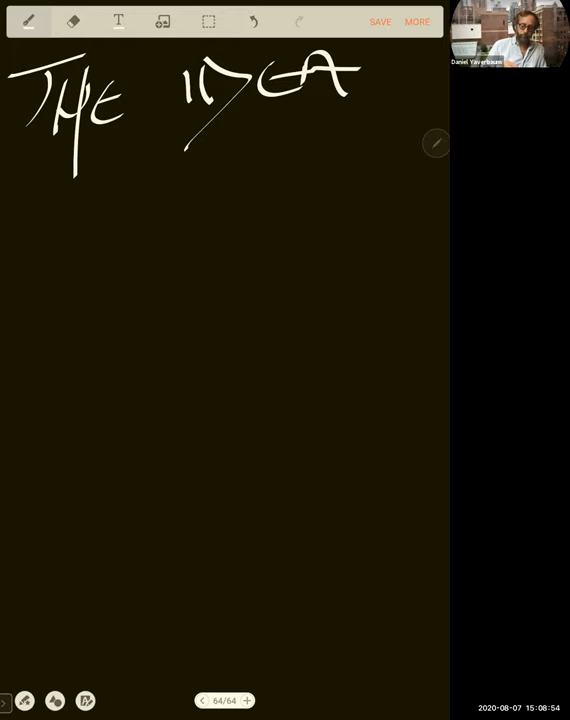 T SAVE MORE
Daniel Yaverbaum
THE IDEA
64/64
2020-08-07 15:08:54